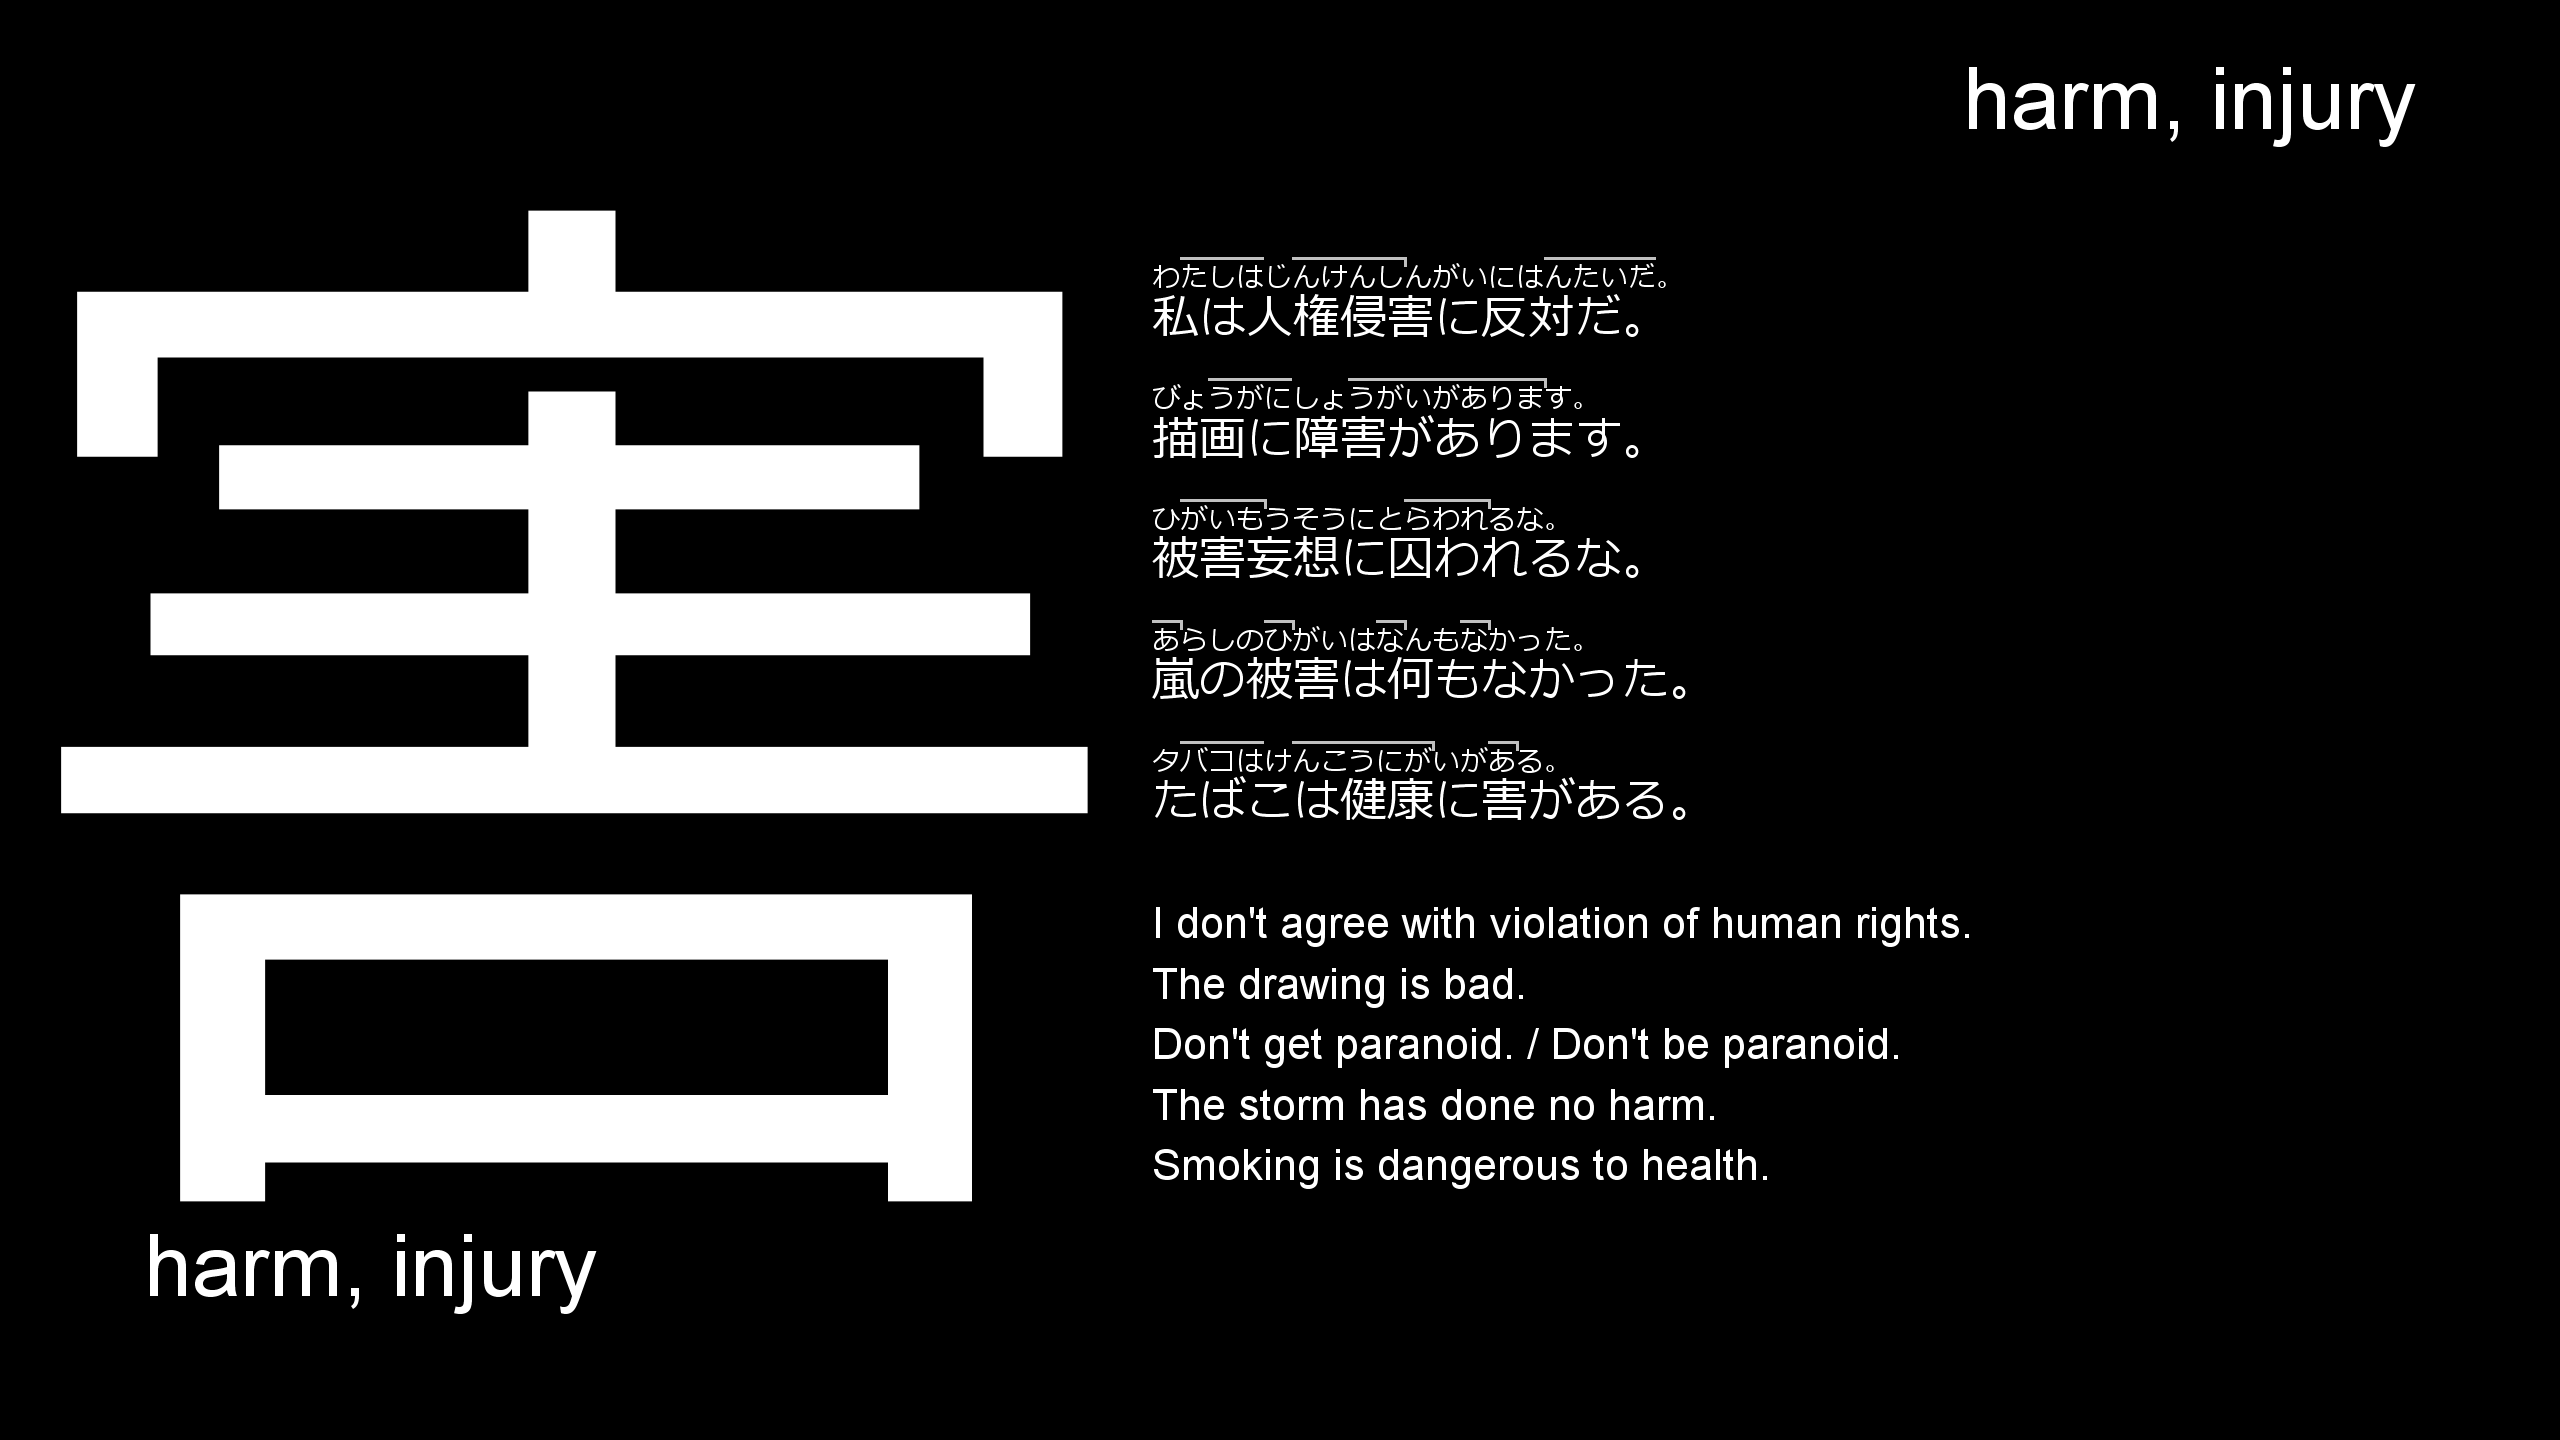 harm, injury
害
harm, injury
わたしはじんけんしんがいにはんたいだ。
私は人権侵害に反対だ。
びょうがにしょうがいがあります。
描画に障害があります。
ひがいもうそうにとらわれるな。
被害妄想に囚われるな。
あらしのひがいはなんもなかった。
嵐の被害は何もなかった。
タバコはけんこうにがいがある。
たばこは健康に害がある。
I don't agree with violation of human rights.
The drawing is bad.
Don't get paranoid. / Don't be paranoid.
The storm has done no harm.
Smoking is dangerous to health.